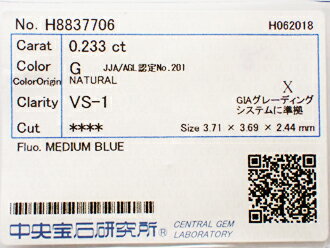 No. H8837706 H062018
Carat 0.233 ct
Color G JJA/AGL認定No.201
ColorOrigin NATURAL
Clarity VS-1 X
GIAグレーディング
システムに準拠
Cut ****
Size 3.71 × 3.69 × 2.44 mm
Fluo. MEDIUM BLUE
中央宝石研究所® CENTRAL GEM
LABORATORY